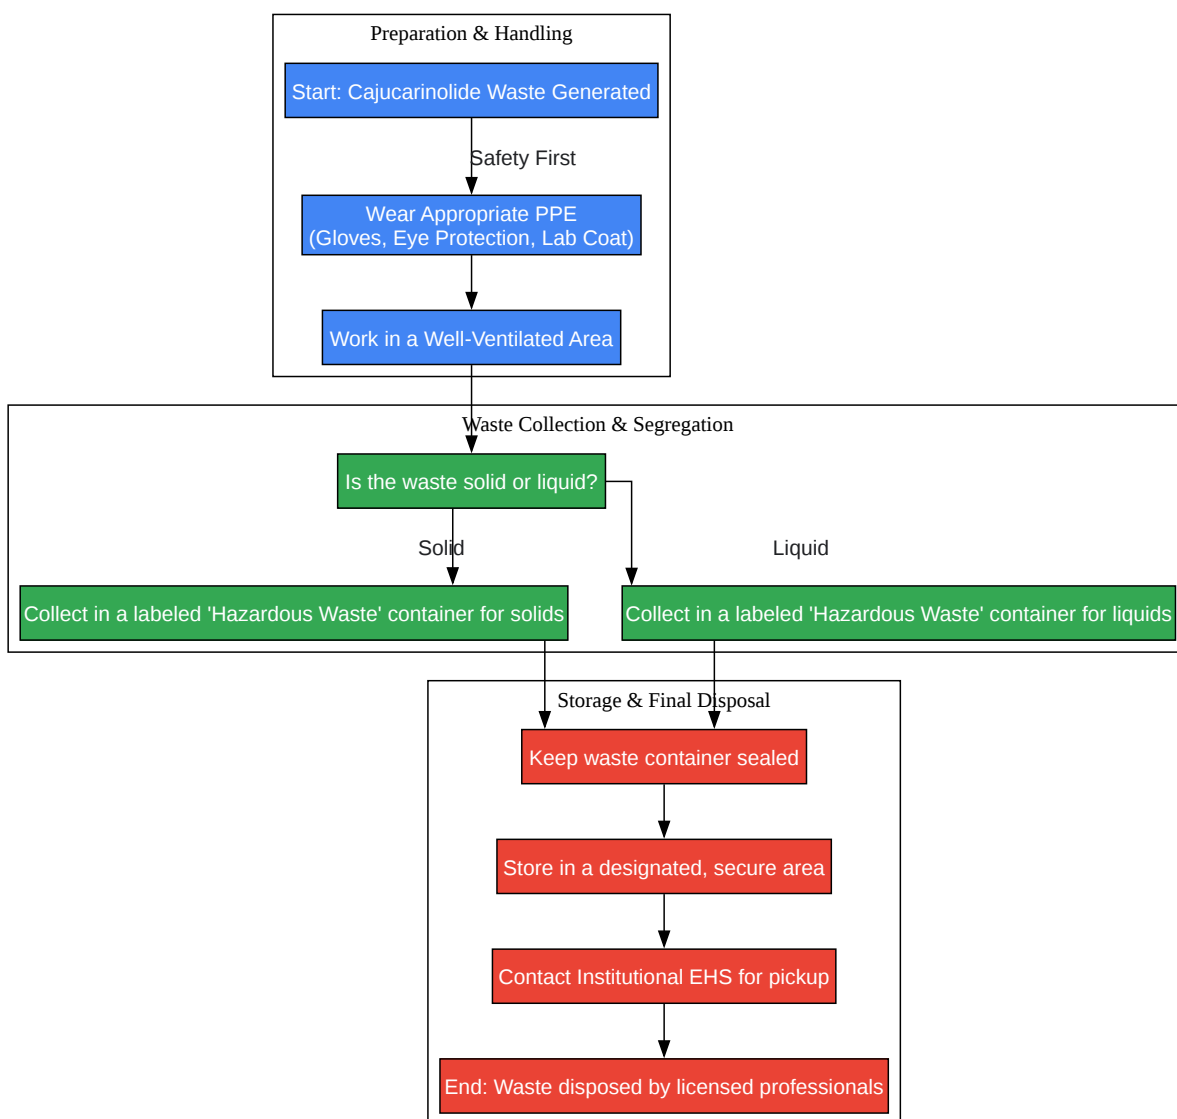 Preparation & Handling
Start: Cajucarinolide Waste Generated
Safety First
Wear Appropriate PPE
(Gloves, Eye Protection, Lab Coat)
Work in a Well-Ventilated Area
Waste Collection & Segregation
Is the waste solid or liquid?
Solid
Liquid
Collect in a labeled 'Hazardous Waste' container for solids
Collect in a labeled 'Hazardous Waste' container for liquids
Storage & Final Disposal
Keep waste container sealed
Store in a designated, secure area
Contact Institutional EHS for pickup
End: Waste disposed by licensed professionals